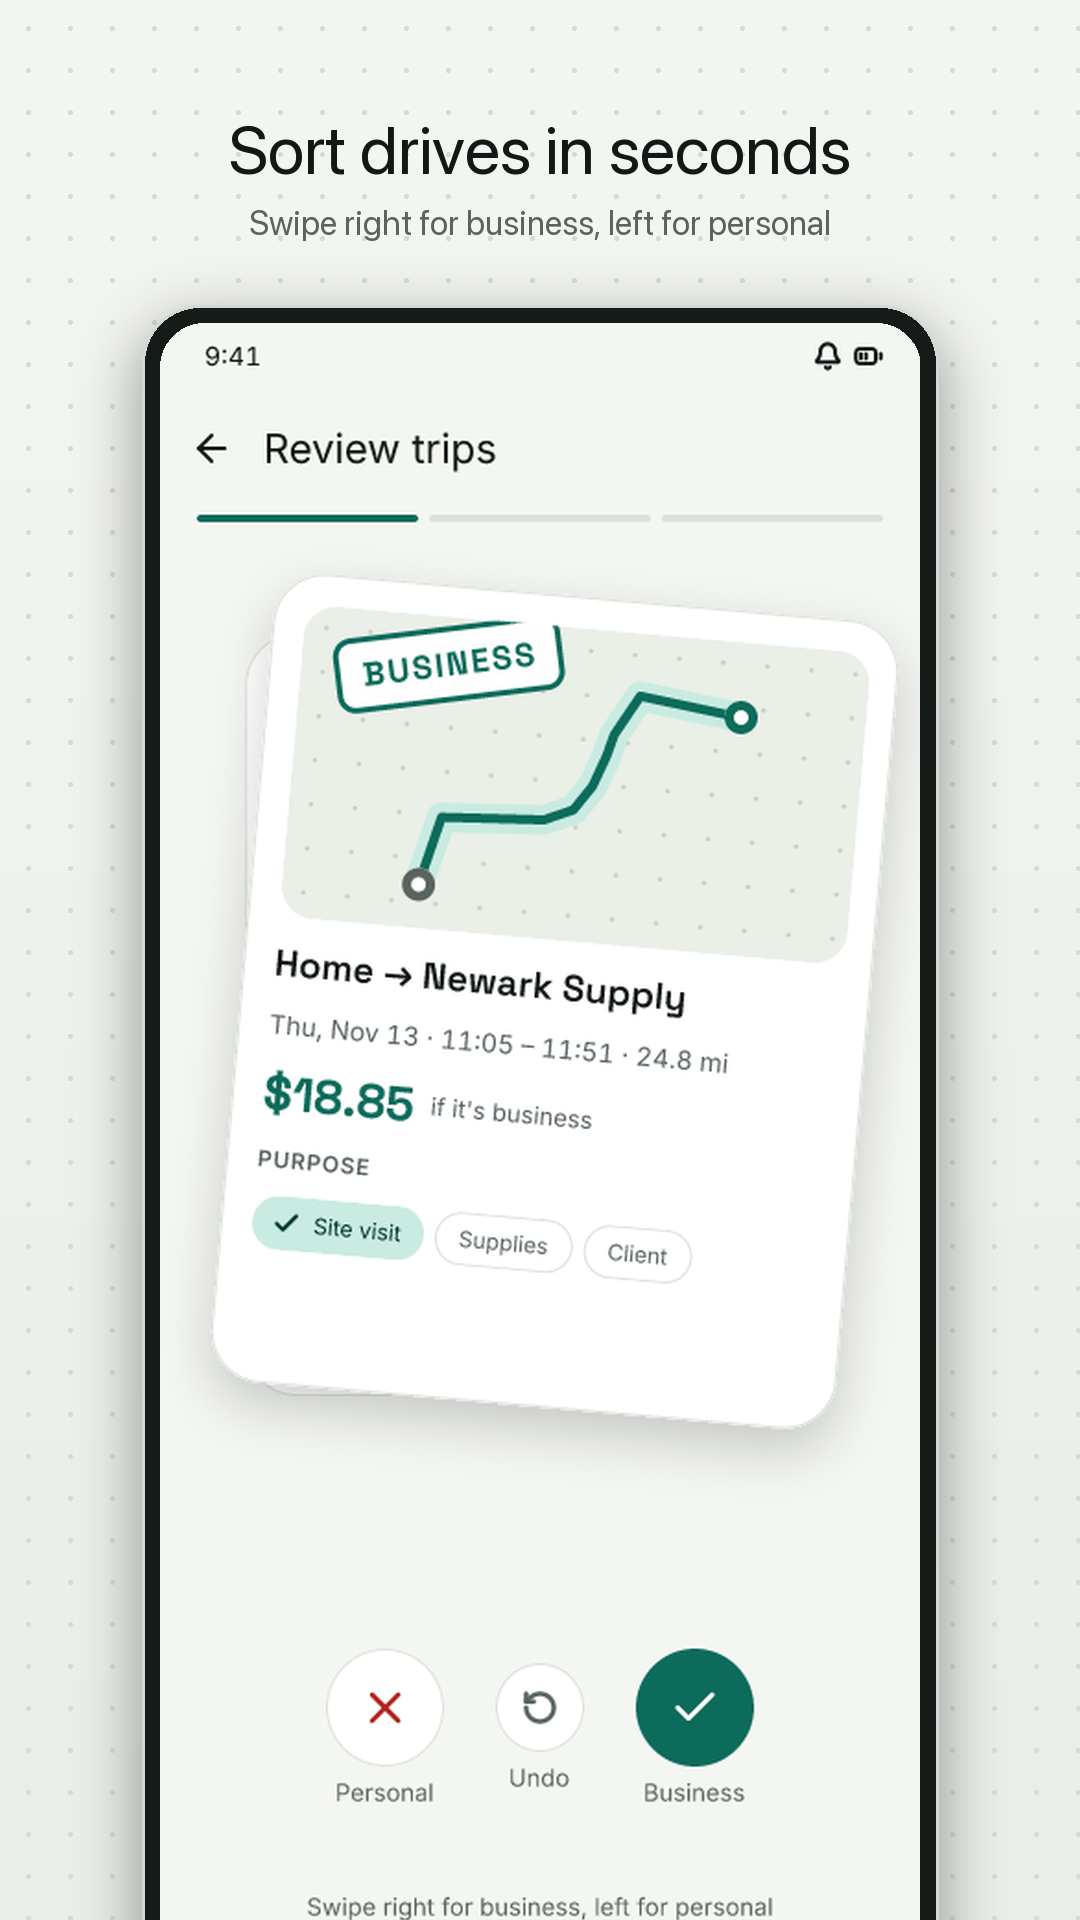 Sort drives in seconds
Swipe right for business, left for personal
9:41
Review trips
BUSINESS
Home → Newark Supply
Thu, Nov 13 · 11:05 – 11:51 · 24.8 mi
$18.85 if it's business
PURPOSE
Site visit Supplies Client
Personal Undo Business
Swipe right for business, left for personal